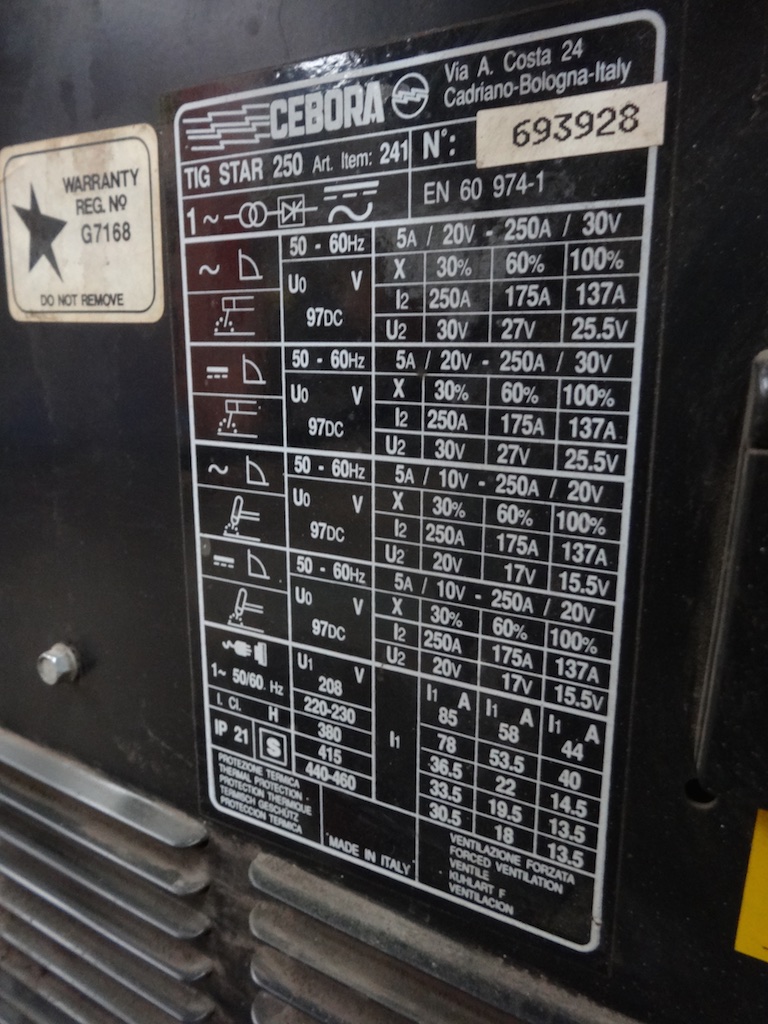 WARRANTY
REG. Nº
G7168
DO NOT REMOVE
CEBORA
Via A. Costa 24
Cadriano-Bologna-Italy
TIG STAR 250 Art. Item: 241
N°: 693928
EN 60 974-1
1 ~
50 - 60Hz
5A / 20V - 250A / 30V
~
U0 V
97DC
X 30% 60% 100%
I2 250A 175A 137A
U2 30V 27V 25.5V
50 - 60Hz
5A / 20V - 250A / 30V
U0 V
97DC
X 30% 60% 100%
I2 250A 175A 137A
U2 30V 27V 25.5V
~
50 - 60Hz
5A / 10V - 250A / 20V
U0 V
97DC
X 30% 60% 100%
I2 250A 175A 137A
U2 20V 17V 15.5V
50 - 60Hz
5A / 10V - 250A / 20V
U0 V
97DC
X 30% 60% 100%
I2 250A 175A 137A
U2 20V 17V 15.5V
1~ 50/60. Hz
U1 V
I1
I1 A I1 A I1 A
208 85 58 44
220-230 78 53.5 40
380 36.5 22 14.5
415 33.5 19.5 13.5
440-460 30.5 18 13.5
I. Cl. H
IP 21 S
PROTEZIONE TERMICA
THERMAL PROTECTION
PROTECTION THERMIQUE
TERMISCH GESCHÜTZ
PROTECCION TERMICA
MADE IN ITALY
VENTILAZIONE FORZATA
FORCED VENTILATION
VENTILE
KUHLART F
VENTILACION